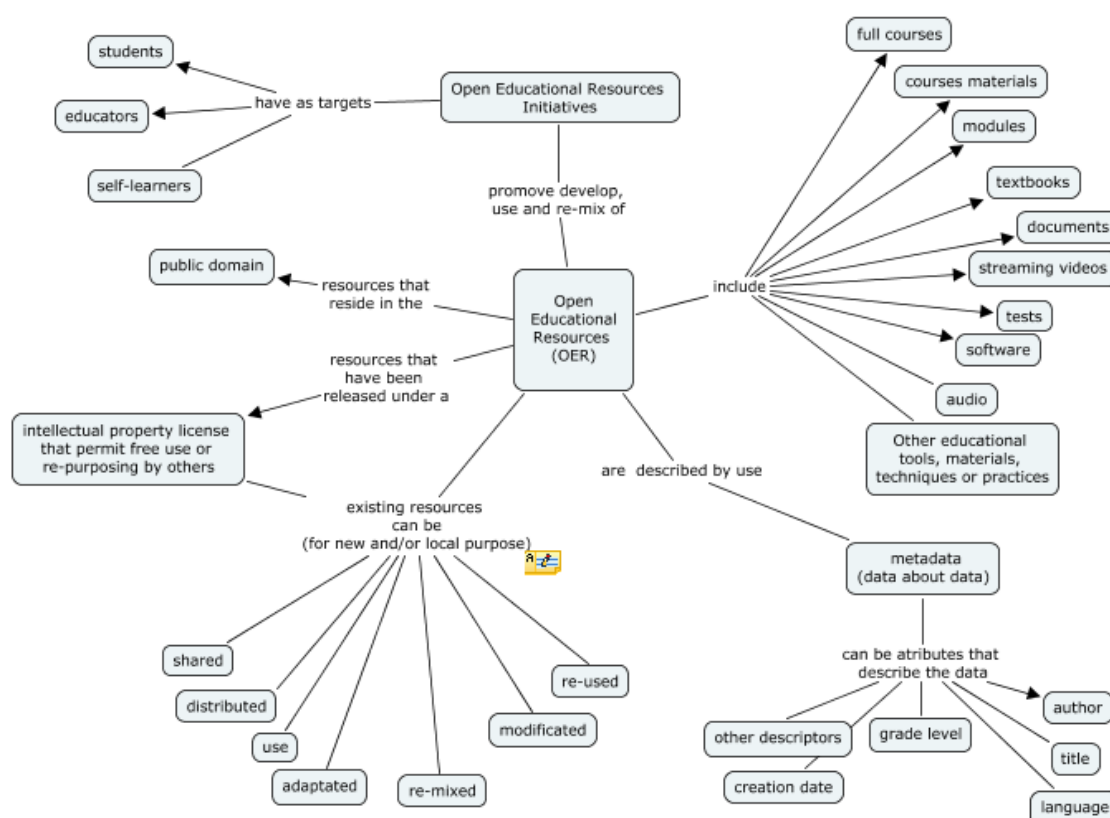 students
educators
self-learners
have as targets
Open Educational Resources
Initiatives
promove develop,
use and re-mix of
Open
Educational
Resources
(OER)
public domain
resources that
reside in the
resources that
have been
released under a
intellectual property license
that permit free use or
re-purposing by others
existing resources
can be
(for new and/or local purpose)
shared
distributed
use
adaptated
re-mixed
modificated
re-used
include
full courses
courses materials
modules
textbooks
documents
streaming videos
tests
software
audio
Other educational
tools, materials,
techniques or practices
are described by use
metadata
(data about data)
can be atributes that
describe the data
other descriptors
creation date
grade level
author
title
language